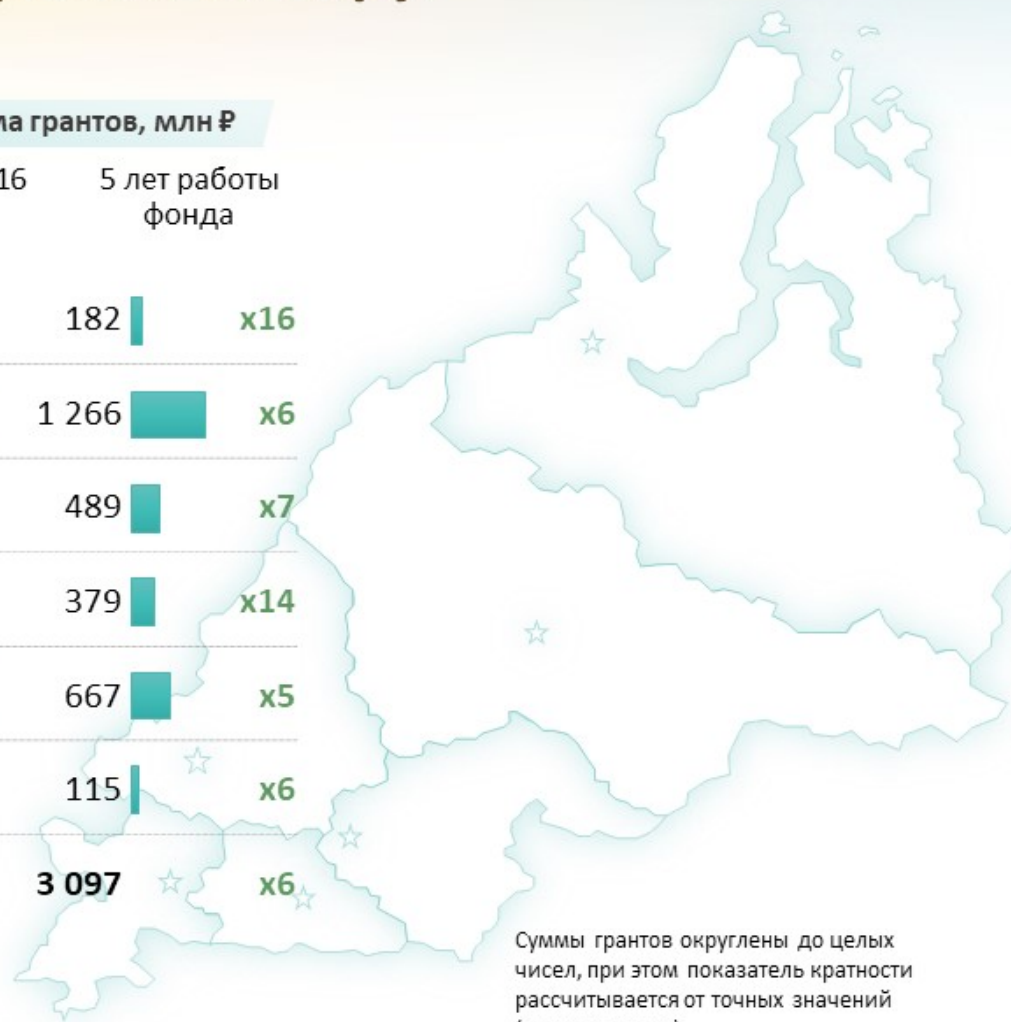 ма грантов, млн ₽
16 5 лет работы
фонда
182 x16
1 266 x6
489 x7
379 x14
667 x5
115 x6
3 097 x6
Суммы грантов округлены до целых
чисел, при этом показатель кратности
рассчитывается от точных значений